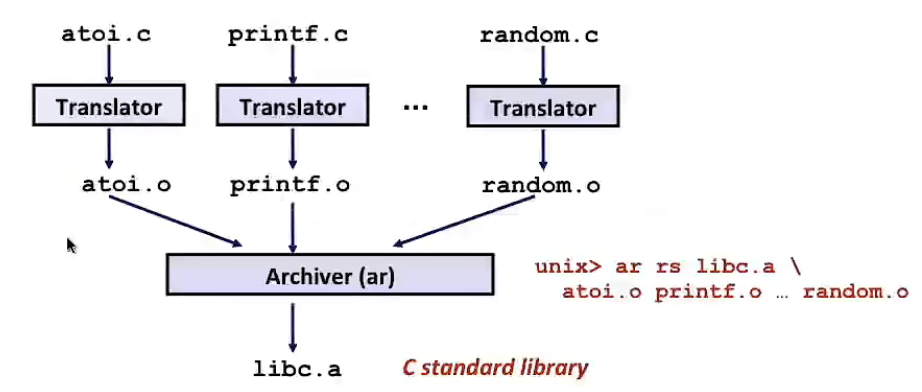 atoi.c printf.c random.c
Translator Translator ... Translator
atoi.o printf.o random.o
Archiver (ar)
unix> ar rs libc.a \
atoi.o printf.o … random.o
libc.a C standard library